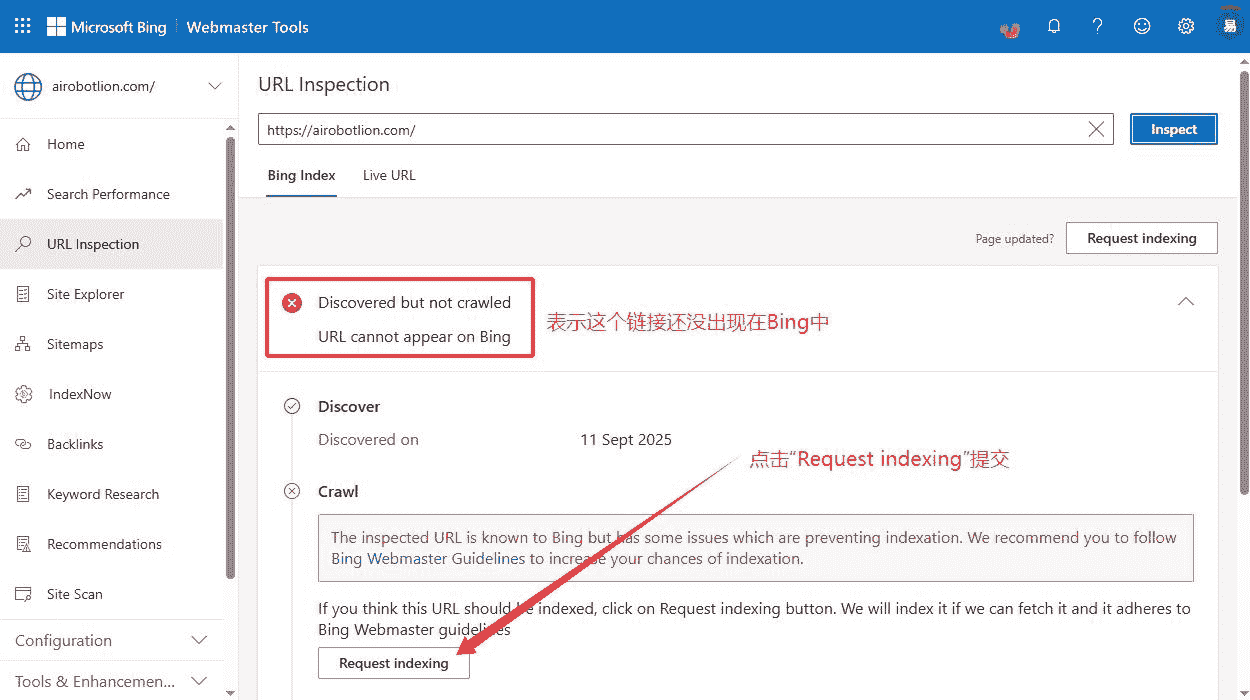 Microsoft Bing
Webmaster Tools
易
airobotlion.com/
Home
Search Performance
URL Inspection
Site Explorer
Sitemaps
IndexNow
Backlinks
Keyword Research
Recommendations
Site Scan
Configuration
Tools & Enhancemen...
URL Inspection
https://airobotlion.com/
Inspect
Bing Index
Live URL
Page updated?
Request indexing
Discovered but not crawled
URL cannot appear on Bing
表示这个链接还没出现在Bing中
Discover
Discovered on
11 Sept 2025
点击“Request indexing”提交
Crawl
The inspected URL is known to Bing but has some issues which are preventing indexation. We recommend you to follow
Bing Webmaster Guidelines to increase your chances of indexation.
If you think this URL should be indexed, click on Request indexing button. We will index it if we can fetch it and it adheres to
Bing Webmaster guidelines
Request indexing